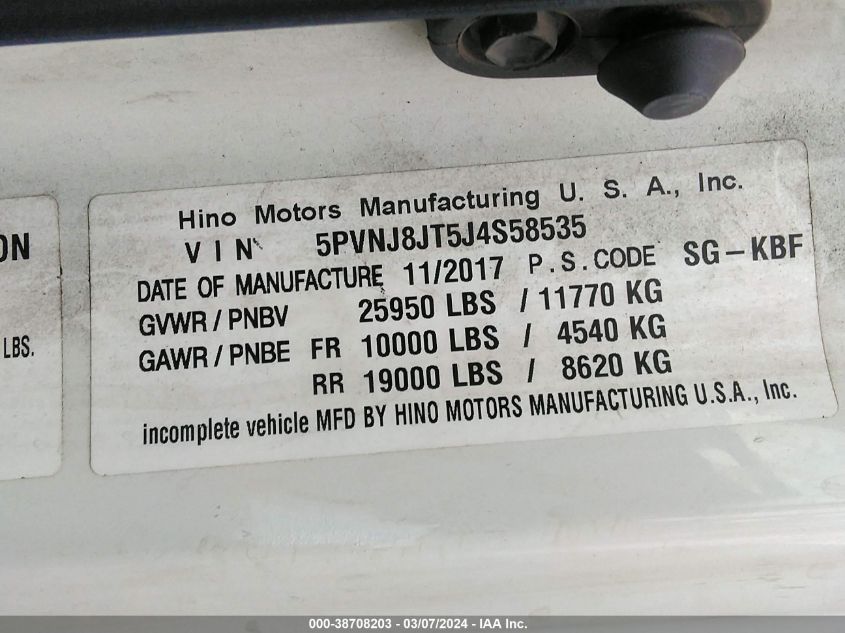 Hino Motors Manufacturing U. S. A., Inc.
V I N 5PVNJ8JT5J4S58535
DATE OF MANUFACTURE 11/2017 P.S.CODE SG-KBF
GVWR / PNBV 25950 LBS / 11770 KG
GAWR / PNBE FR 10000 LBS / 4540 KG
RR 19000 LBS / 8620 KG
incomplete vehicle MFD BY HINO MOTORS MANUFACTURING U.S.A., Inc.
ON
LBS.
000-38708203 - 03/07/2024 - IAA Inc.